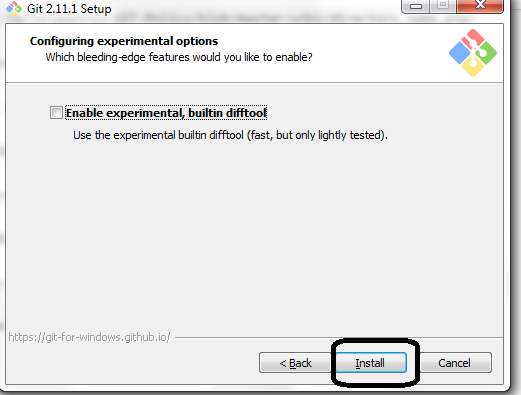 Git 2.11.1 Setup
Configuring experimental options
Which bleeding-edge features would you like to enable?
Enable experimental, builtin difftool
Use the experimental builtin difftool (fast, but only lightly tested).
https://git-for-windows.github.io/
< Back
Install
Cancel